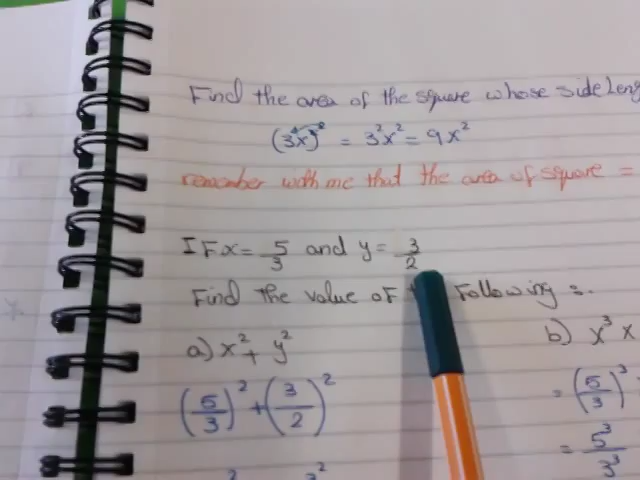 Find the area of the square whose side Leng
(3x)² = 3²x² = 9x²
remember with me that the area of square =
IF x = 5/3 and y = 3/2
Find the value of Following :.
a) x² + y²
b) x³ x
(5/3)² + (3/2)²
= (5/3)³
= 5³/3³